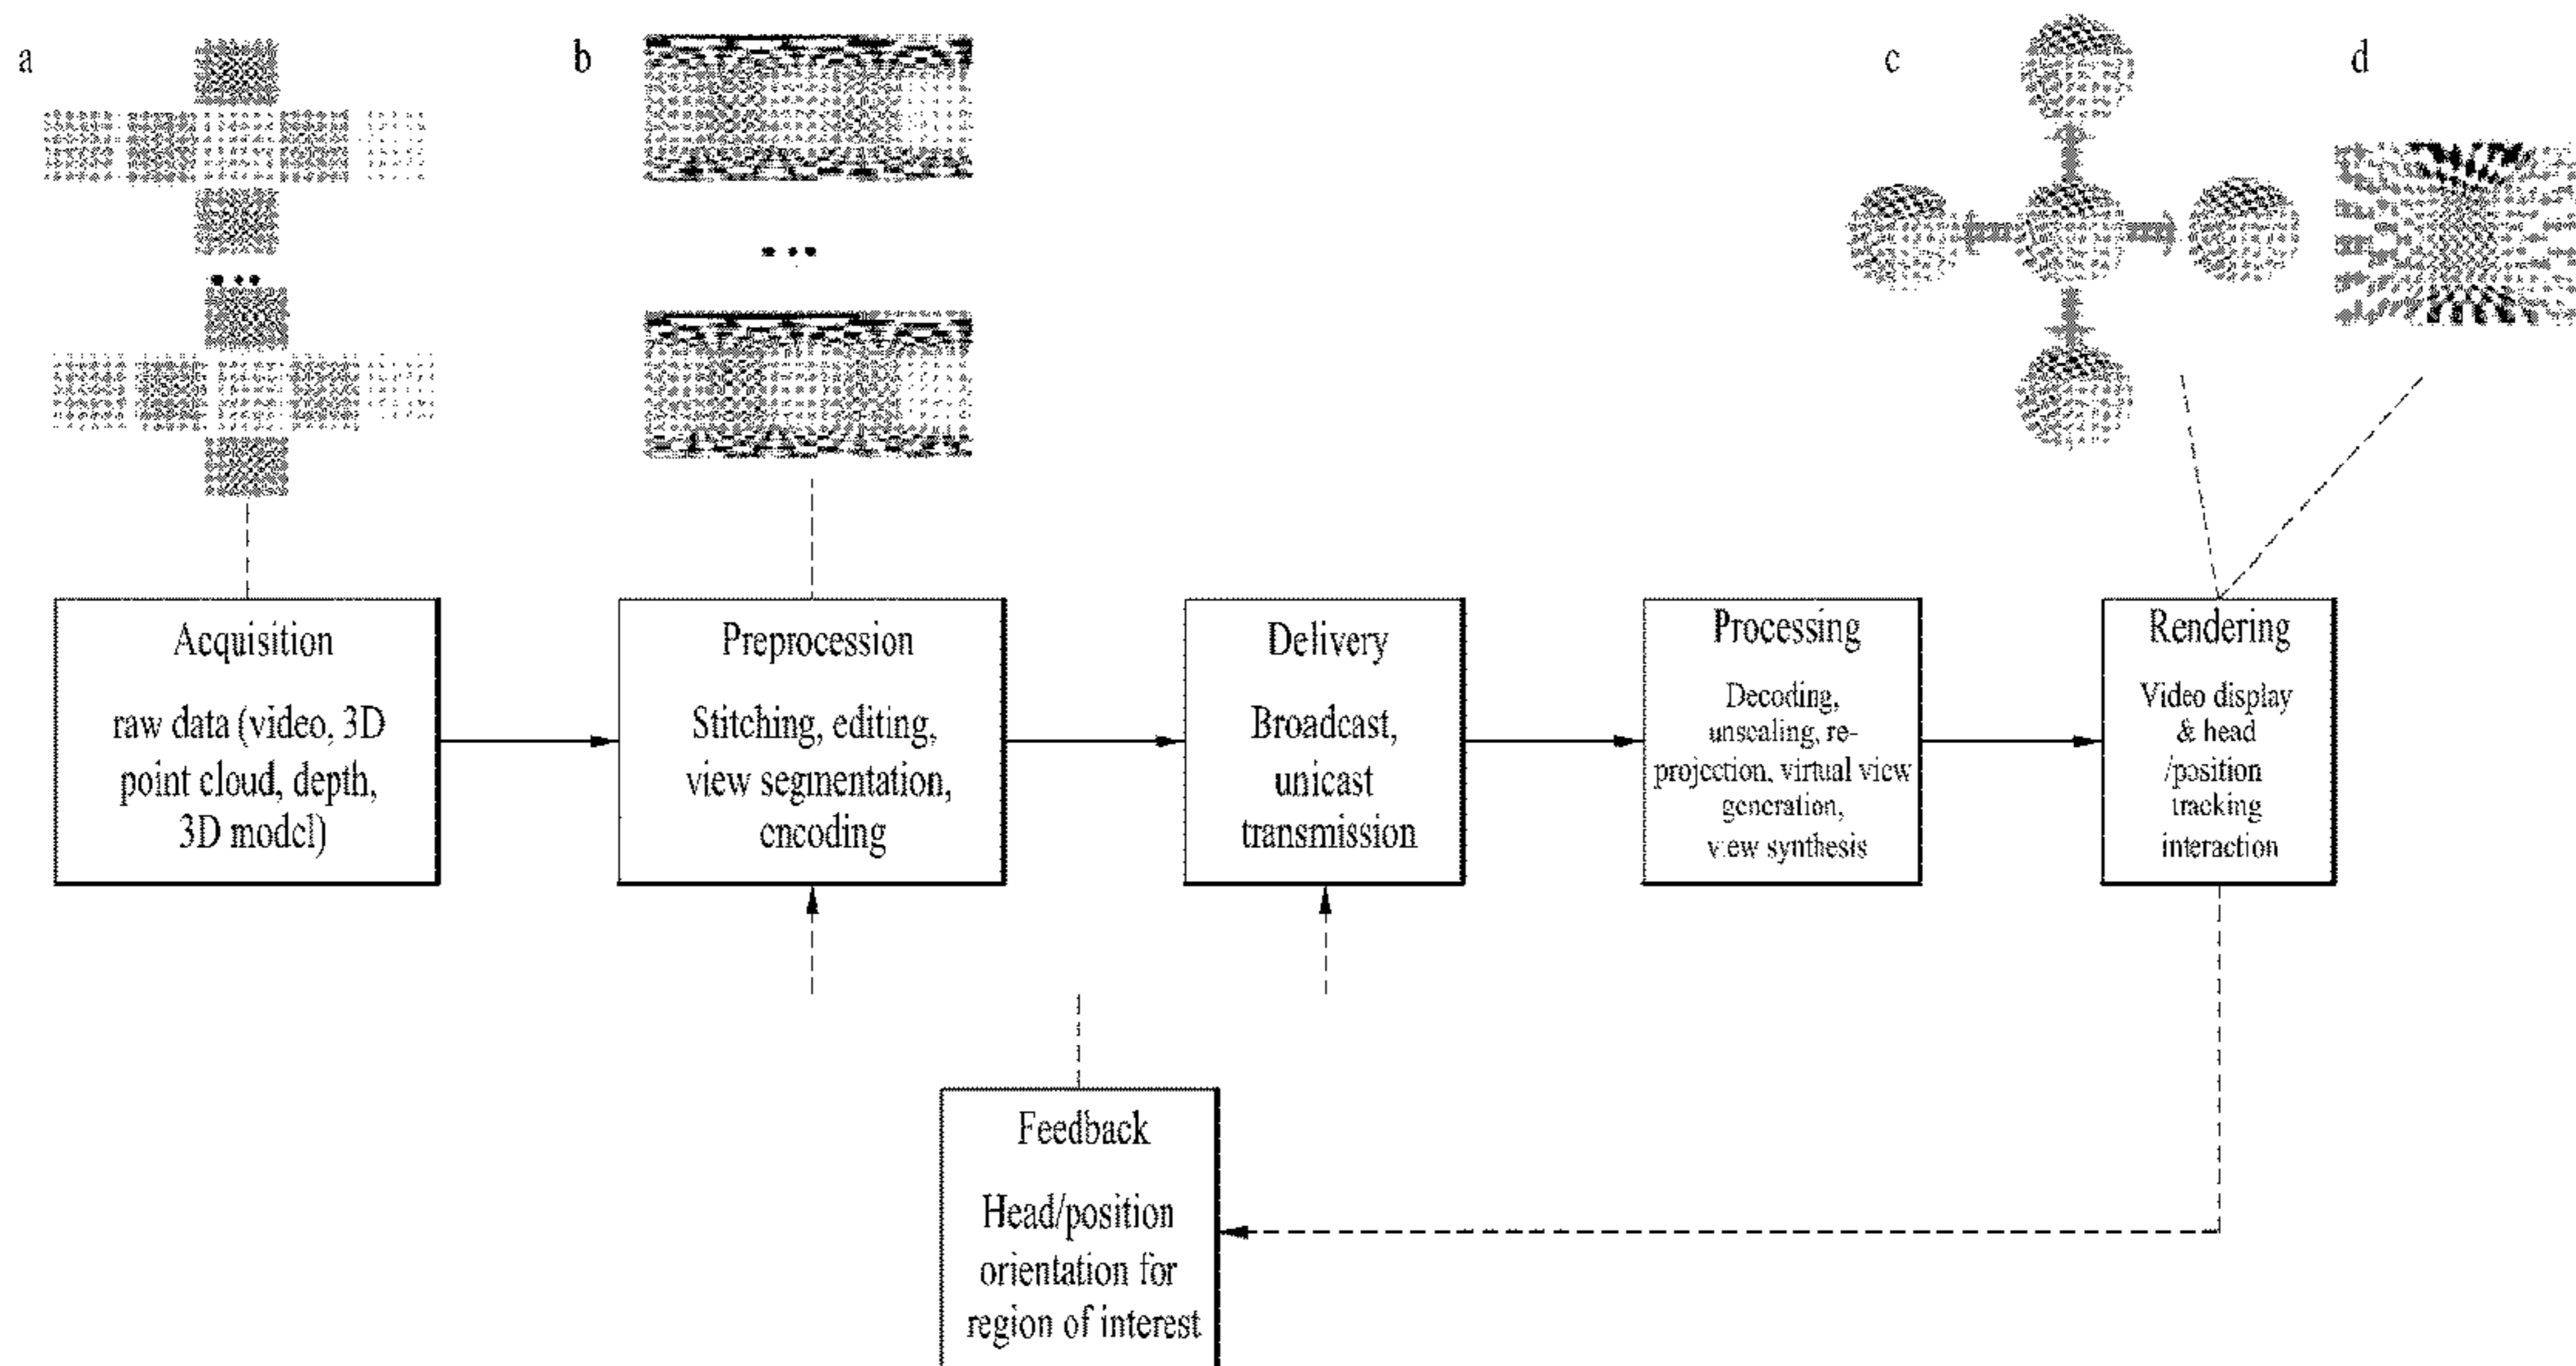 a
b
c
d
Acquisition
raw data (video, 3D
point cloud, depth,
3D model)
Preprocession
Stitching, editing,
view segmentation,
encoding
Delivery
Broadcast,
unicast
transmission
Processing
Decoding,
unscaling, re-
projection, virtual view
generation,
view synthesis
Rendering
Video display
& head
/position
tracking
interaction
Feedback
Head/position
orientation for
region of interest